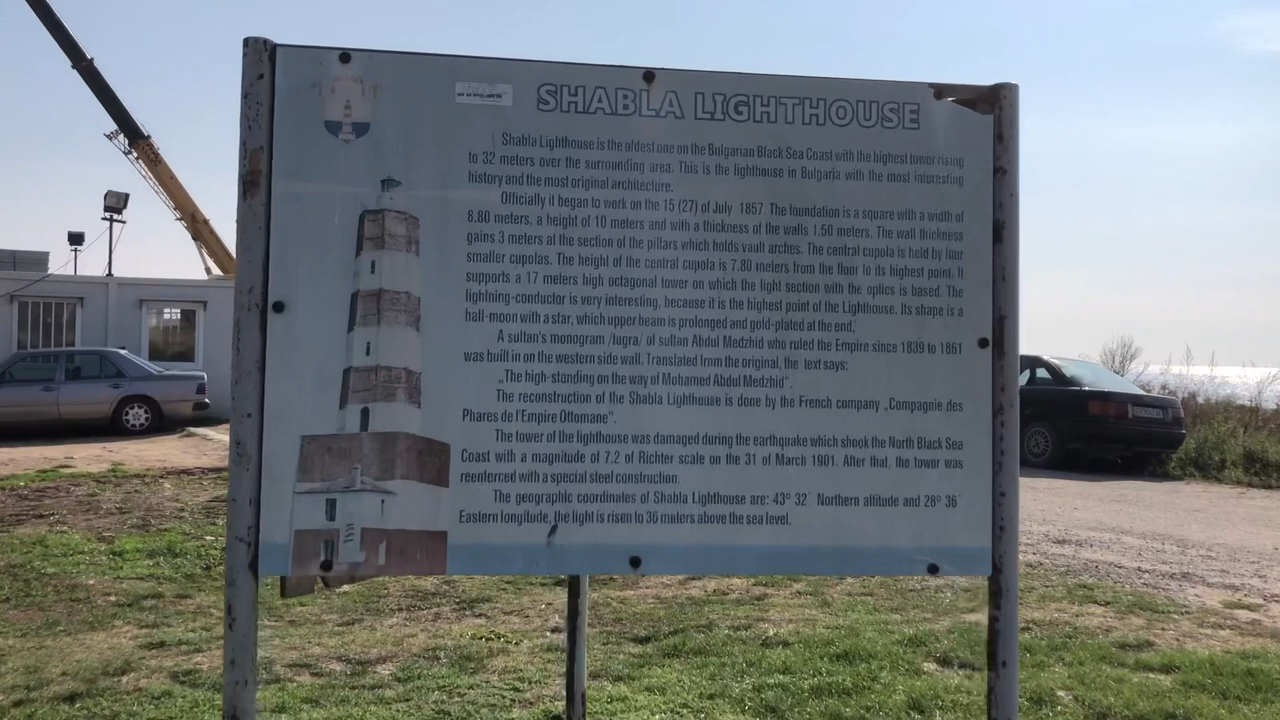 SHABLA LIGHTHOUSE
Shabla Lighthouse is the oldest one on the Bulgarian Black Sea Coast with the highest tower rising
to 32 meters over the surrounding area. This is the lighthouse in Bulgaria with the most interesting
history and the most original architecture.
Officially it began to work on the 15 (27) of July 1857. The foundation is a square with a width of
8.80 meters, a height of 10 meters and with a thickness of the walls 1.50 meters. The wall thickness
gains 3 meters at the section of the pillars which holds vault arches. The central cupola is held by four
smaller cupolas. The height of the central cupola is 7.80 meters from the floor to its highest point. It
supports a 17 meters high octagonal tower on which the light section with the optics is based. The
lightning-conductor is very interesting, because it is the highest point of the Lighthouse. Its shape is a
half-moon with a star, which upper beam is prolonged and gold-plated at the end.
A sultan's monogram /tugra/ of sultan Abdul Medzhid who ruled the Empire since 1839 to 1861
was built in on the western side wall. Translated from the original, the text says:
„The high-standing on the way of Mohamed Abdul Medzhid“.
The reconstruction of the Shabla Lighthouse is done by the French company „Compagnie des
Phares de l'Empire Ottomane“.
The tower of the lighthouse was damaged during the earthquake which shook the North Black Sea
Coast with a magnitude of 7.2 of Richter scale on the 31 of March 1901. After that, the tower was
reenferced with a special steel construction.
The geographic coordinates of Shabla Lighthouse are: 43° 32´ Northern altitude and 28° 36´
Eastern longitude, the light is risen to 36 meters above the sea level.